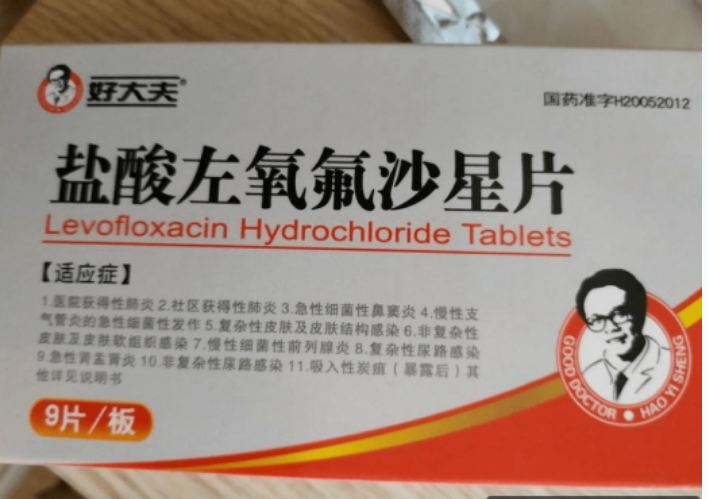 好大夫®
国药准字H20052012
盐酸左氧氟沙星片
Levofloxacin Hydrochloride Tablets
【适应症】
1.医院获得性肺炎 2.社区获得性肺炎 3.急性细菌性鼻窦炎 4.慢性支
气管炎的急性细菌性发作 5.复杂性皮肤及皮肤结构感染 6.非复杂性
皮肤及皮肤软组织感染 7.慢性细菌性前列腺炎 8.复杂性尿路感染
9.急性肾盂肾炎 10.非复杂性尿路感染 11.吸入性炭疽（暴露后）其
他详见说明书
9片/板
GOOD DOCTOR ● HAO YI SHENG